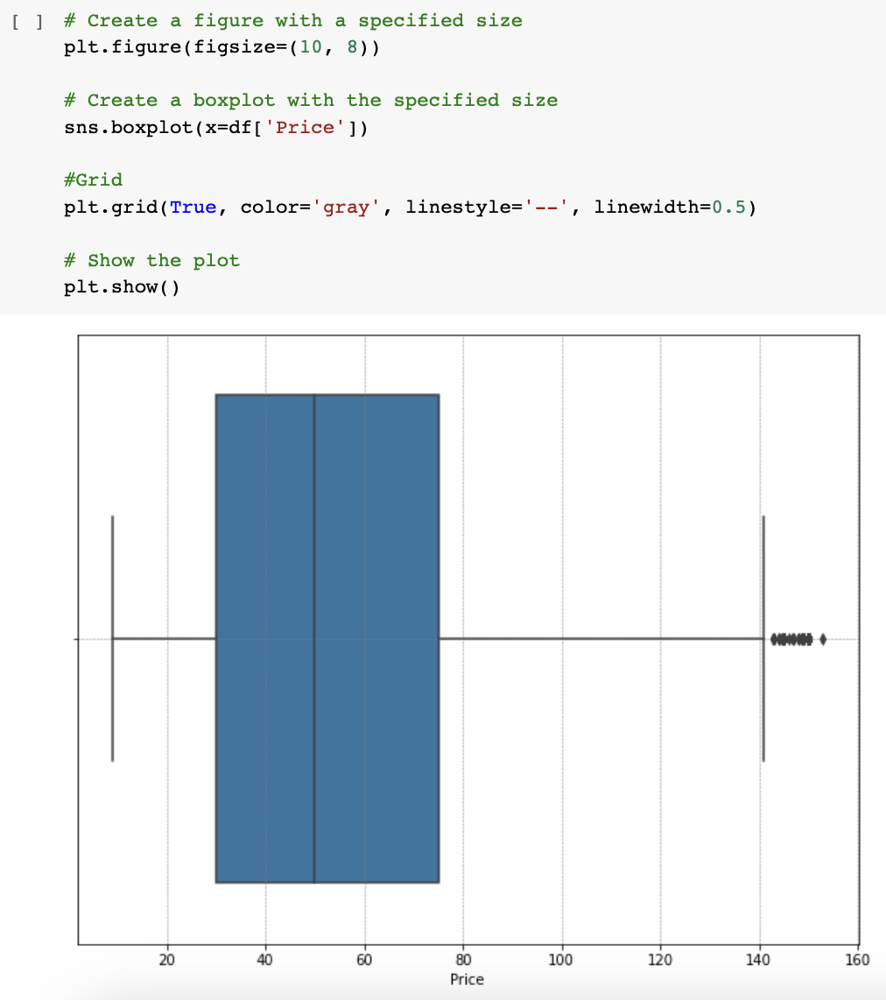 [ ] # Create a figure with a specified size
plt.figure(figsize=(10, 8))
# Create a boxplot with the specified size
sns.boxplot(x=df['Price'])
#Grid
plt.grid(True, color='gray', linestyle='--', linewidth=0.5)
# Show the plot
plt.show()
20 40 60 80 100 120 140 160
Price